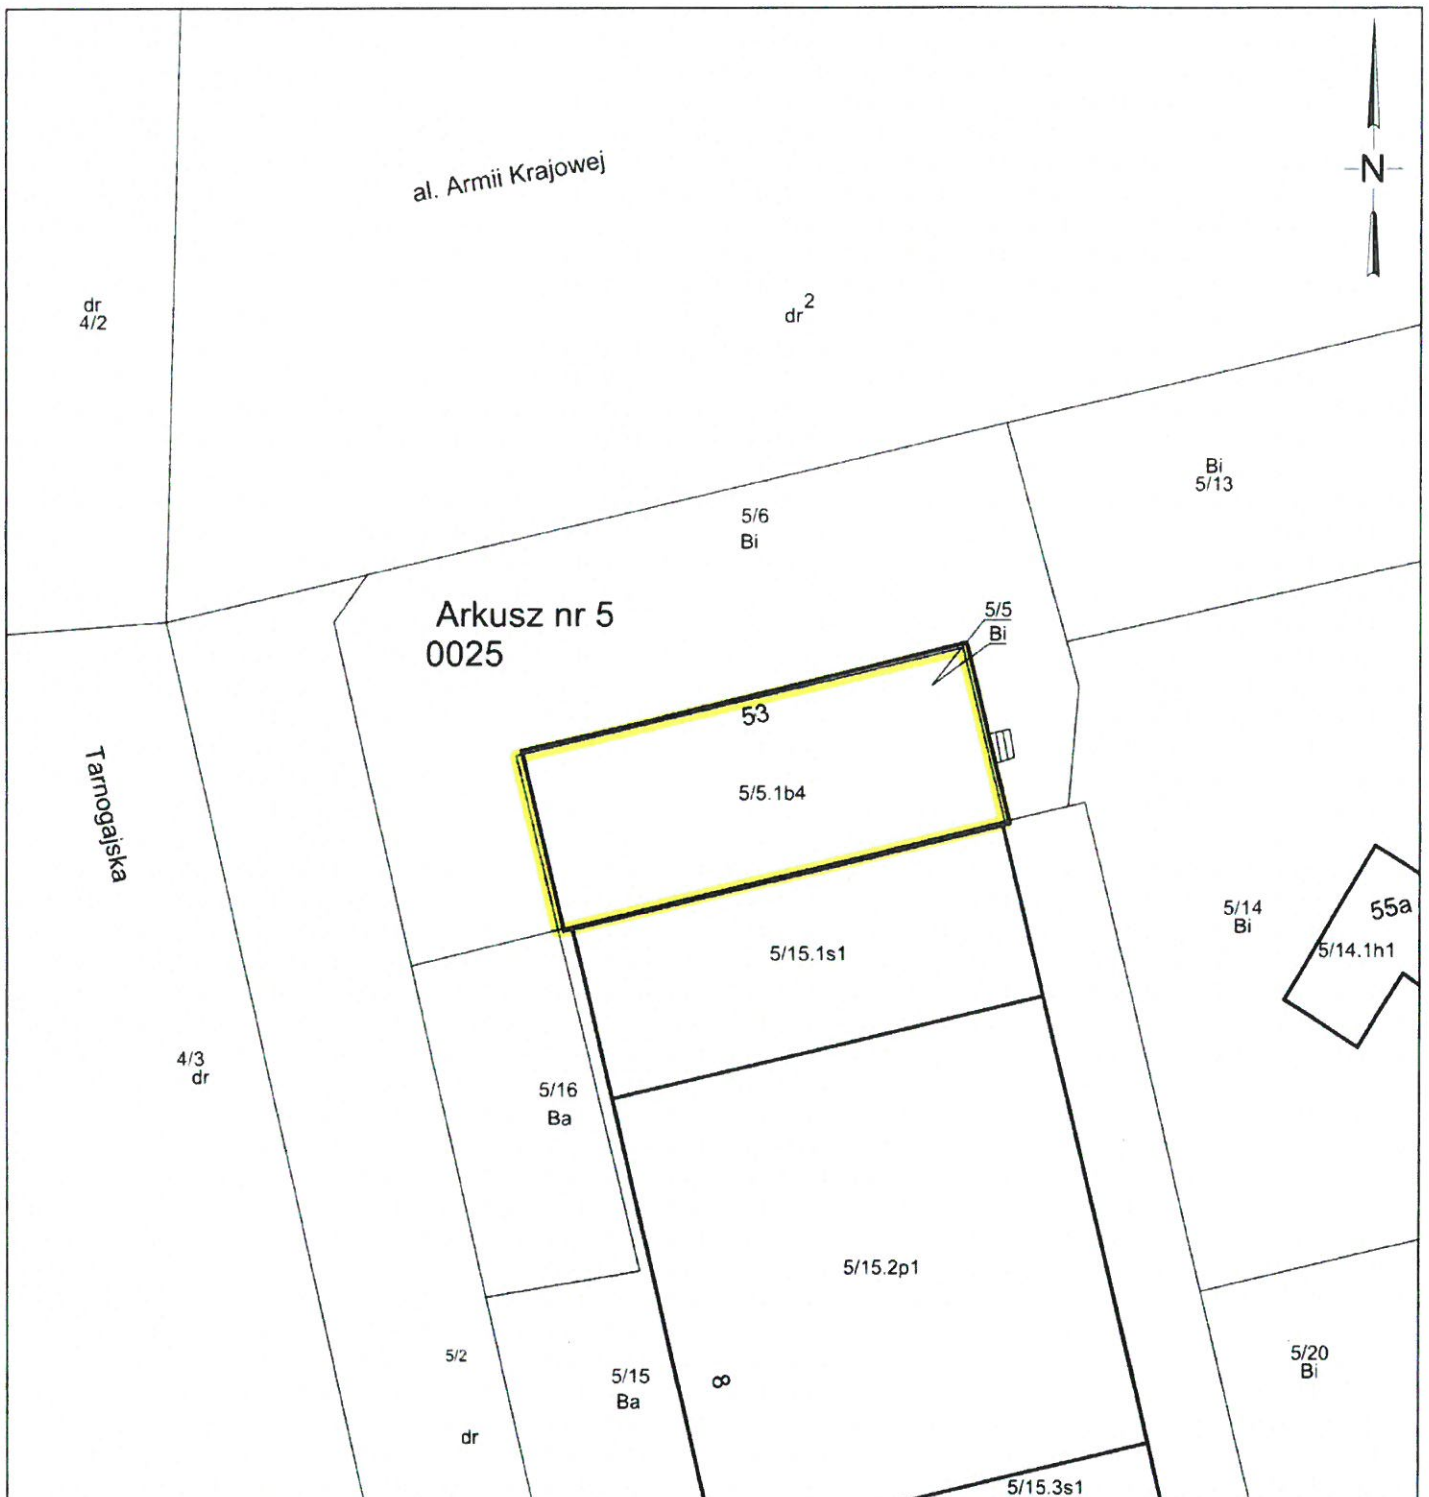 al. Armii Krajowej
N
dr
4/2
dr 2
Bi
5/13
5/6
Bi
Arkusz nr 5
0025
5/5
Bi
53
5/5.1b4
Tarnogajska
5/14
Bi
55a
5/14.1h1
5/15.1s1
4/3
dr
5/16
Ba
5/15.2p1
5/2
dr
5/15
Ba
8
5/20
Bi
5/15.3s1